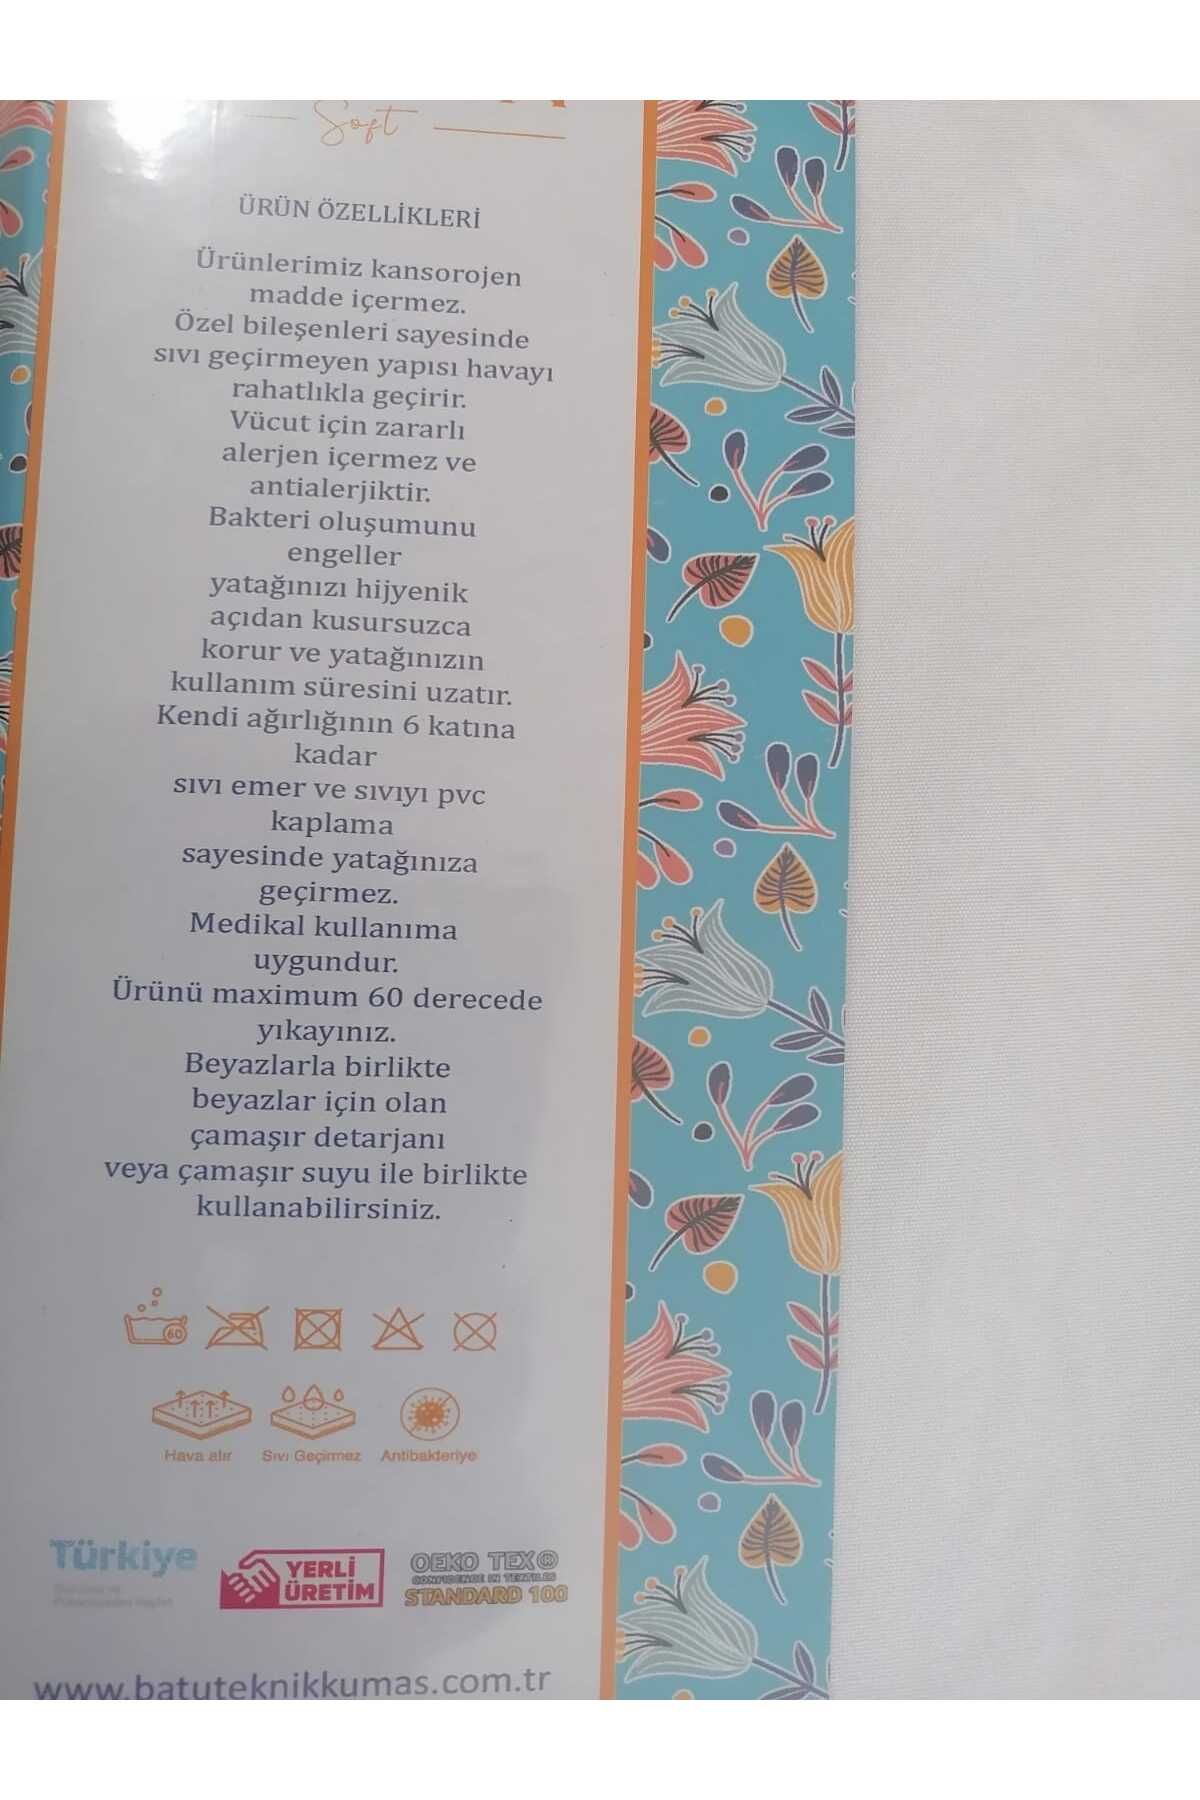 Soft
ÜRÜN ÖZELLİKLERİ
Ürünlerimiz kansorojen
madde içermez.
Özel bileşenleri sayesinde
sıvı geçirmeyen yapısı havayı
rahatlıkla geçirir.
Vücut için zararlı
alerjen içermez ve
antialerjiktir.
Bakteri oluşumunu
engeller
yatağınızı hijyenik
açıdan kusursuzca
korur ve yatağınızın
kullanım süresini uzatır.
Kendi ağırlığının 6 katına
kadar
sıvı emer ve sıvıyı pvc
kaplama
sayesinde yatağınıza
geçirmez.
Medikal kullanıma
uygundur.
Ürünü maximum 60 derecede
yıkayınız.
Beyazlarla birlikte
beyazlar için olan
çamaşır detarjanı
veya çamaşır suyu ile birlikte
kullanabilirsiniz.
60
Hava alır Sıvı Geçirmez Antibakteriye
Türkiye
YERLİ
ÜRETİM
OEKO TEX®
CONFIDENCE IN TEXTILES
STANDARD 100
www.batuteknikkumas.com.tr